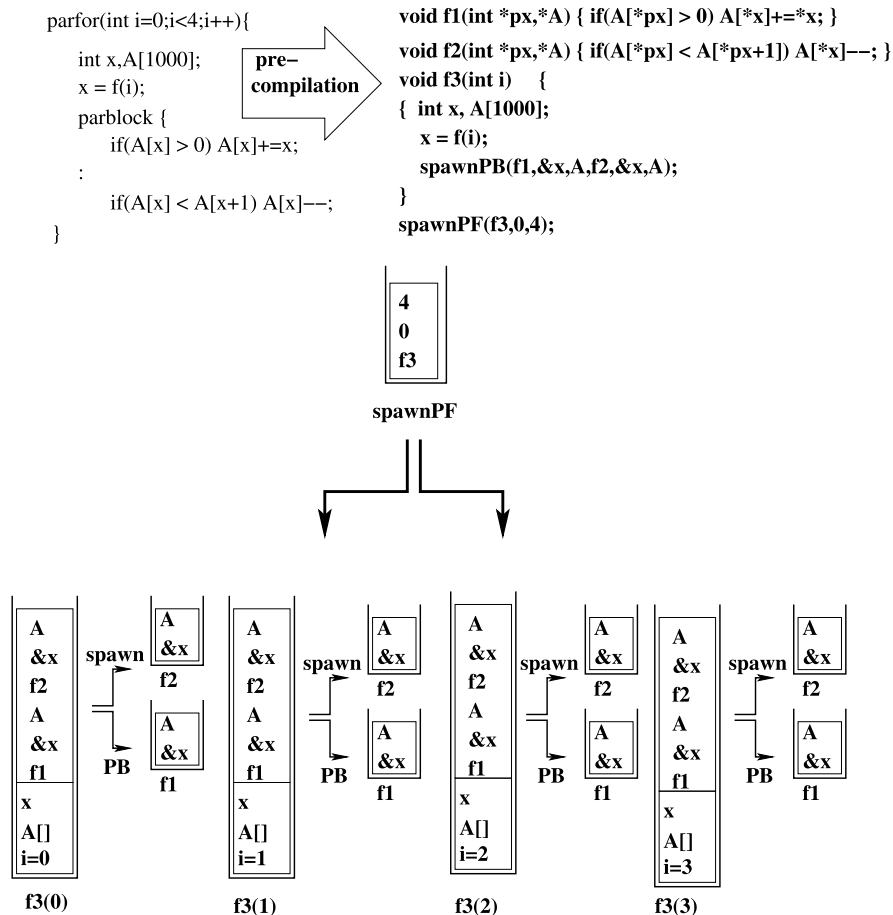 parfor(int i=0;i<4;i++){
int x,A[1000];
x = f(i);
parblock {
if(A[x] > 0) A[x]+=x;
:
if(A[x] < A[x+1) A[x]−−;
}
pre−
compilation
void f1(int *px,*A) { if(A[*px] > 0) A[*x]+=*x; }
void f2(int *px,*A) { if(A[*px] < A[*px+1]) A[*x]−−; }
void f3(int i) {
{ int x, A[1000];
x = f(i);
spawnPB(f1,&x,A,f2,&x,A);
}
spawnPF(f3,0,4);
4
0
f3
spawnPF
A
&x
f2
A
&x
f1
x
A[]
i=0
f3(0)
spawn
PB
A
&x
f2
A
&x
f1
A
&x
f2
A
&x
f1
x
A[]
i=1
f3(1)
spawn
PB
A
&x
f2
A
&x
f1
A
&x
f2
A
&x
f1
x
A[]
i=2
f3(2)
spawn
PB
A
&x
f2
A
&x
f1
A
&x
f2
A
&x
f1
x
A[]
i=3
f3(3)
spawn
PB
A
&x
f2
A
&x
f1